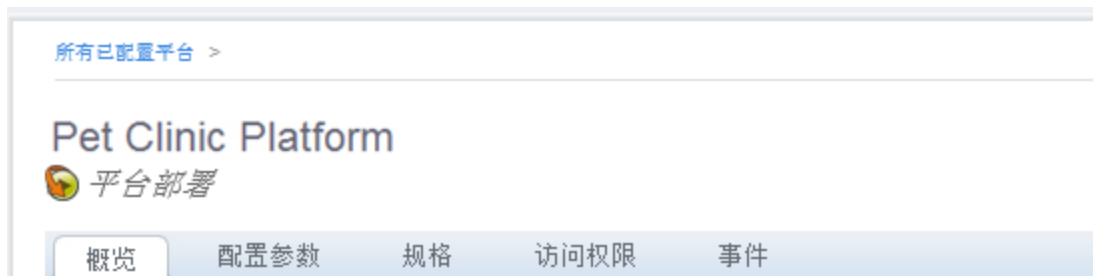 所有已配置平台 >
Pet Clinic Platform
平台部署
概览 配置参数 规格 访问权限 事件